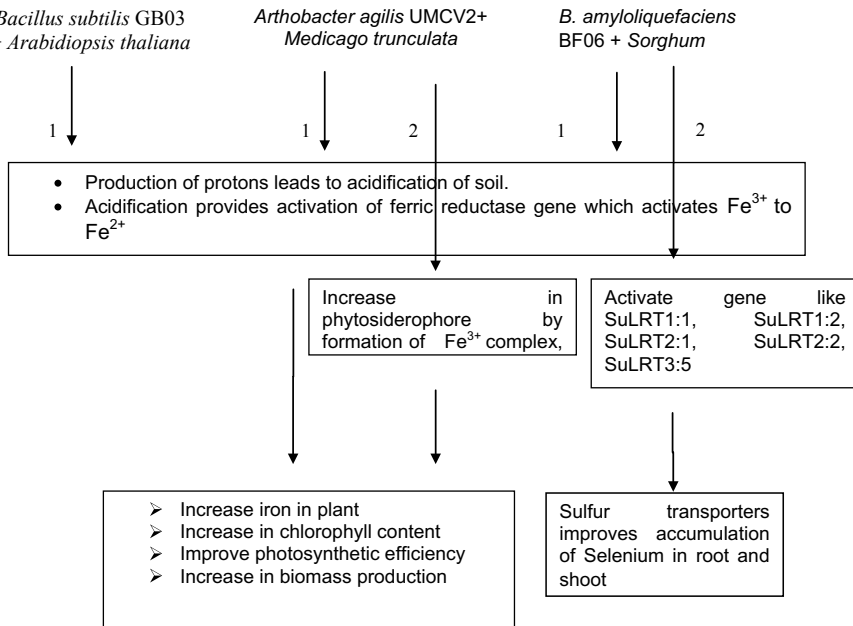 Bacillus subtilis GB03
+ Arabidiopsis thaliana
Arthobacter agilis UMCV2+
Medicago trunculata
B. amyloliquefaciens
BF06 + Sorghum
1
1
2
1
2
• Production of protons leads to acidification of soil.
• Acidification provides activation of ferric reductase gene which activates Fe³⁺ to
Fe²⁺
Increase in
phytosiderophore by
formation of Fe³⁺ complex,
Activate gene like
SuLRT1:1, SuLRT1:2,
SuLRT2:1, SuLRT2:2,
SuLRT3:5
➢ Increase iron in plant
➢ Increase in chlorophyll content
➢ Improve photosynthetic efficiency
➢ Increase in biomass production
Sulfur transporters
improves accumulation
of Selenium in root and
shoot